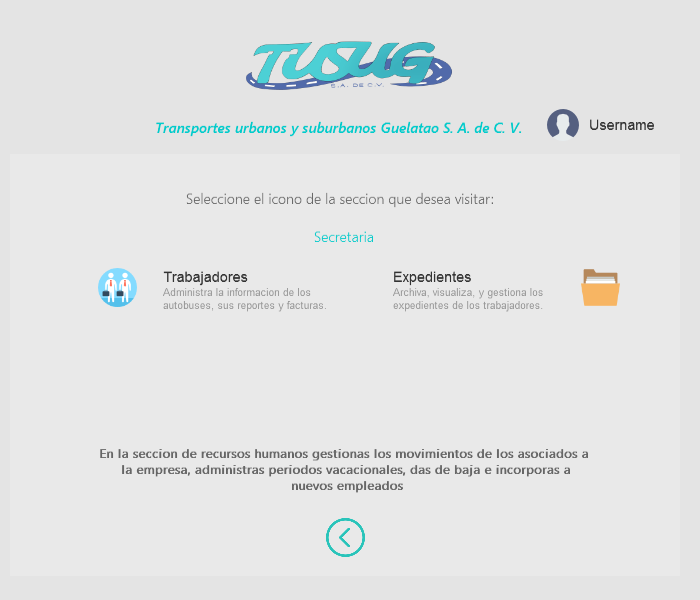 TUSUG
S.A. DE C.V.
Transportes urbanos y suburbanos Guelatao S. A. de C. V.
Username
Seleccione el icono de la seccion que desea visitar:
Secretaria
Trabajadores
Administra la informacion de los
autobuses, sus reportes y facturas.
Expedientes
Archiva, visualiza, y gestiona los
expedientes de los trabajadores.
En la seccion de recursos humanos gestionas los movimientos de los asociados a
la empresa, administras periodos vacacionales, das de baja e incorporas a
nuevos empleados